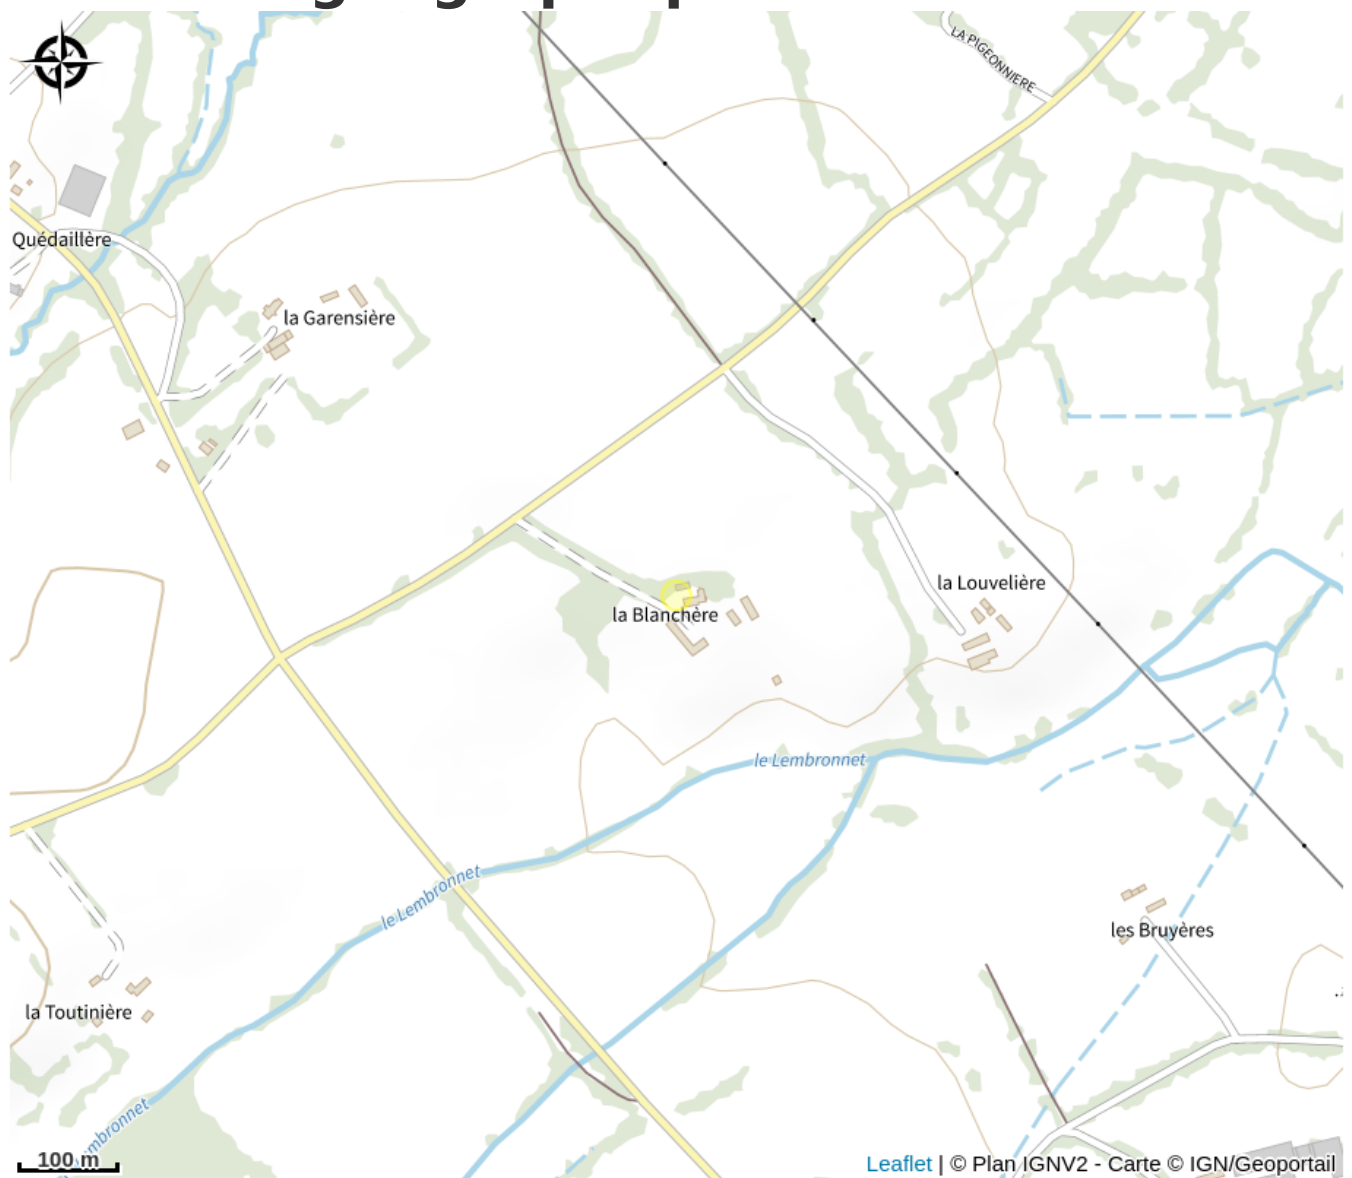 LA PIGEONNIERE
Quédaillère
la Garensière
la Louvelière
la Blanchère
le Lembronnet
le Lembronnet
les Bruyères
la Toutinière
mbronnet
100 m
Leaflet | © Plan IGNV2 - Carte © IGN/Geoportail